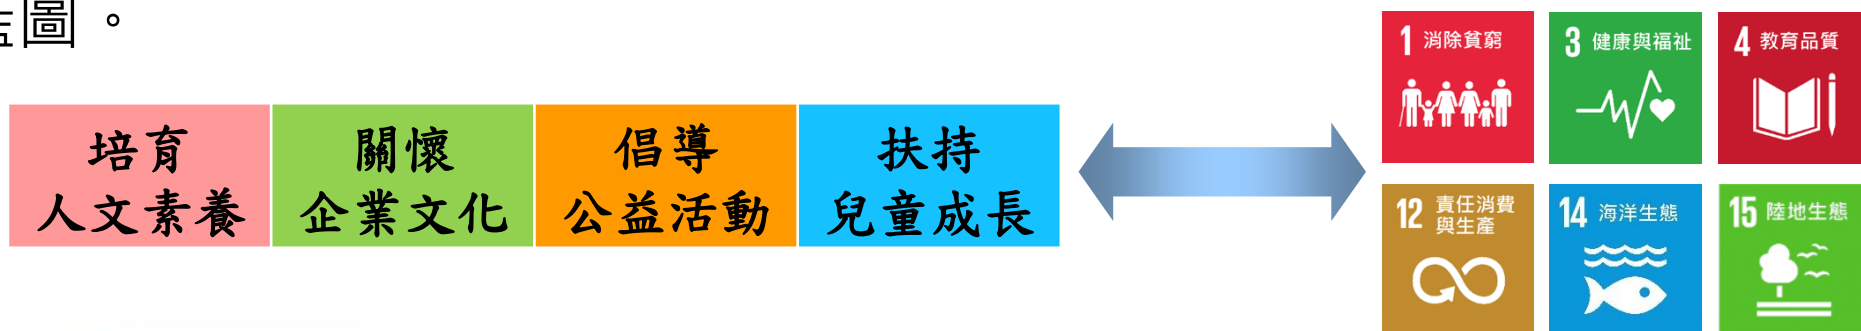 圖。
培育
人文素養
關懷
企業文化
倡導
公益活動
扶持
兒童成長
1 消除貧窮
3 健康與福祉
4 教育品質
12 責任消費
與生產
14 海洋生態
15 陸地生態